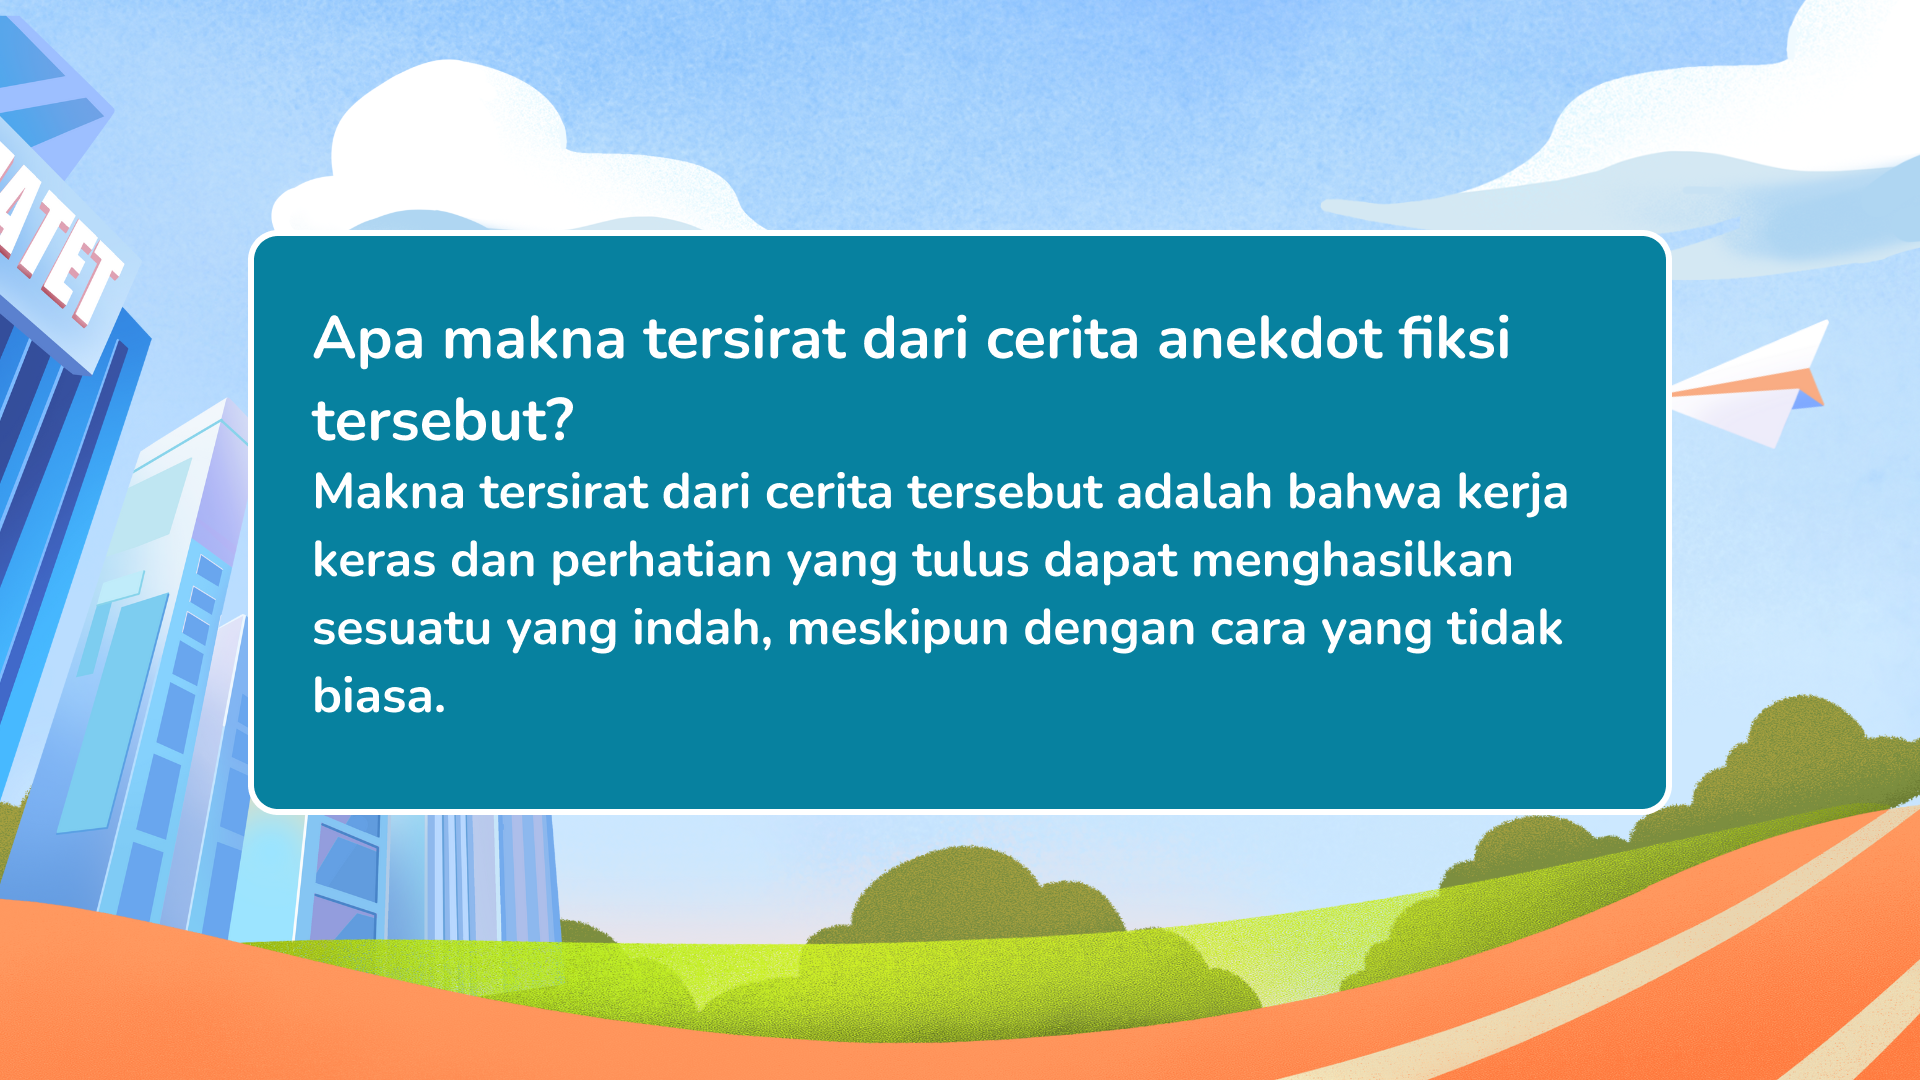 ATET
Apa makna tersirat dari cerita anekdot fiksi
tersebut?
Makna tersirat dari cerita tersebut adalah bahwa kerja
keras dan perhatian yang tulus dapat menghasilkan
sesuatu yang indah, meskipun dengan cara yang tidak
biasa.